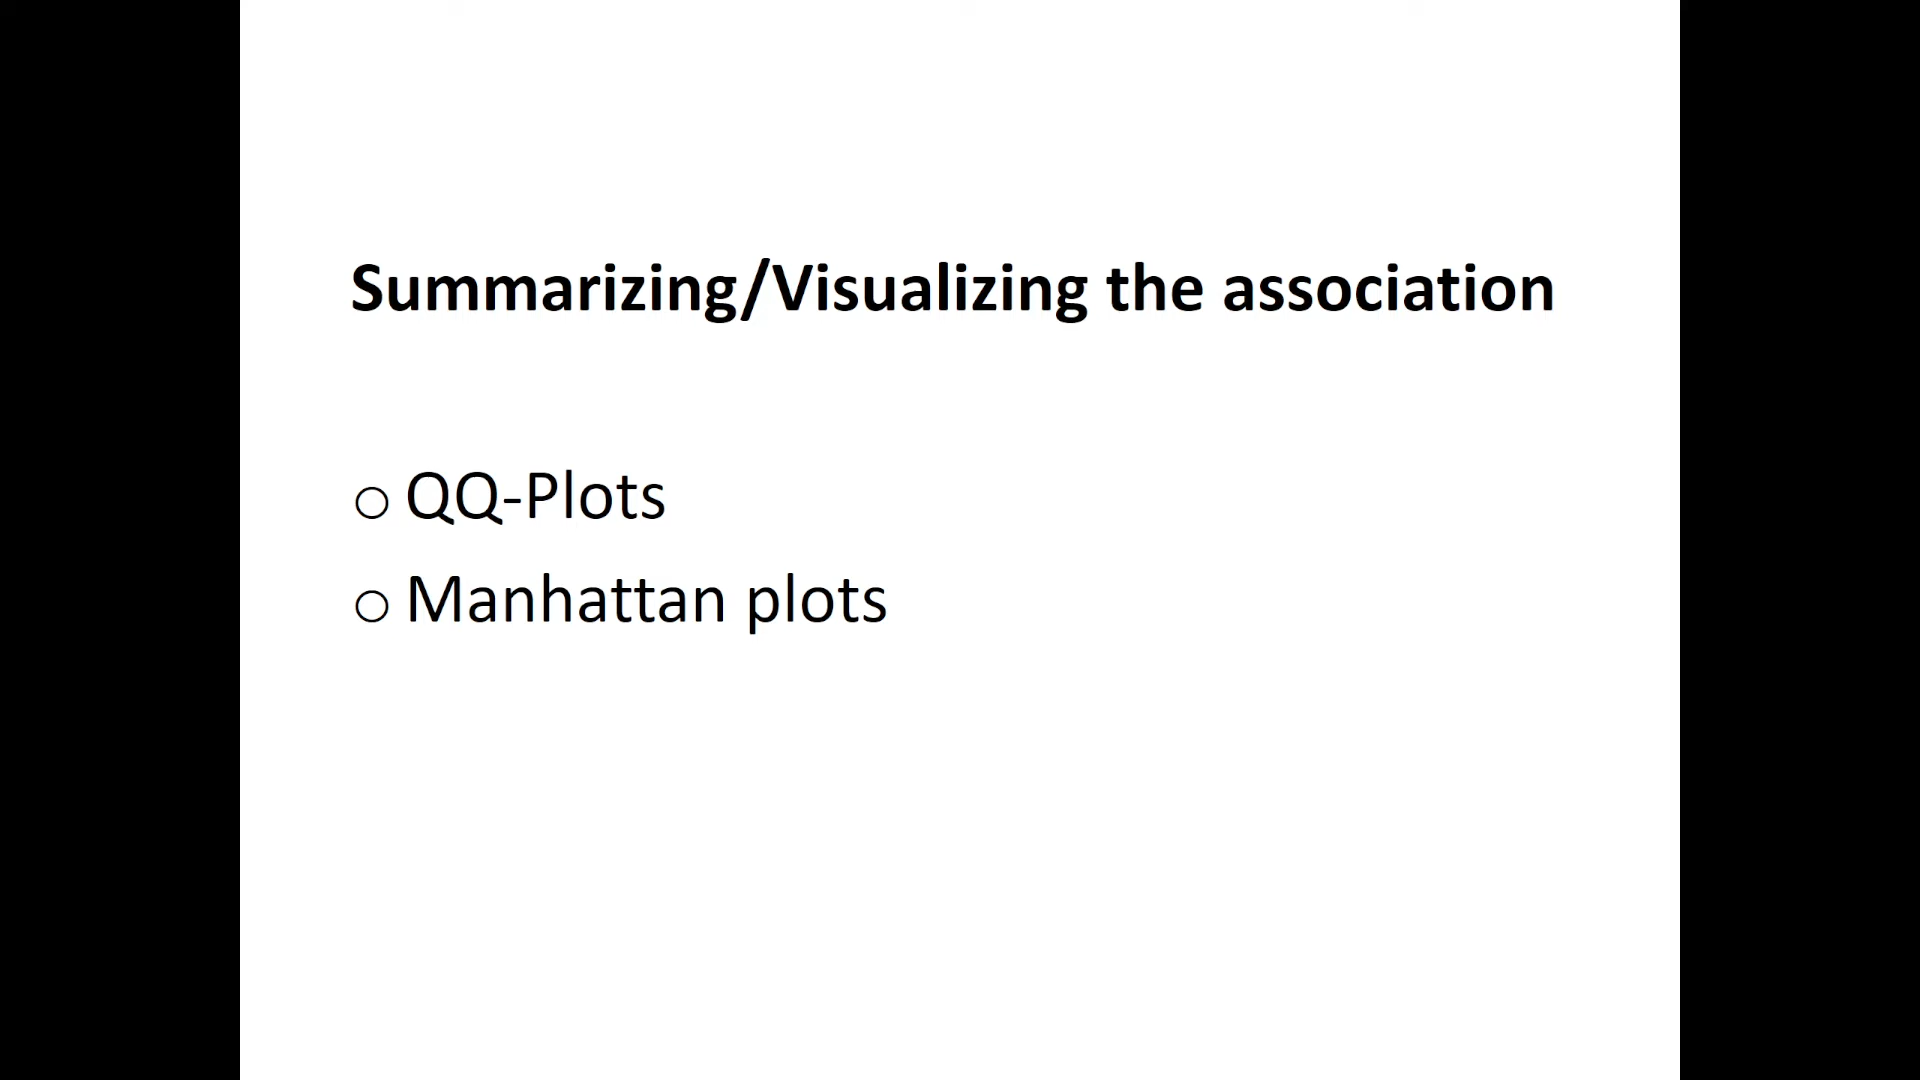 Summarizing/Visualizing the association
○ QQ-Plots
○ Manhattan plots